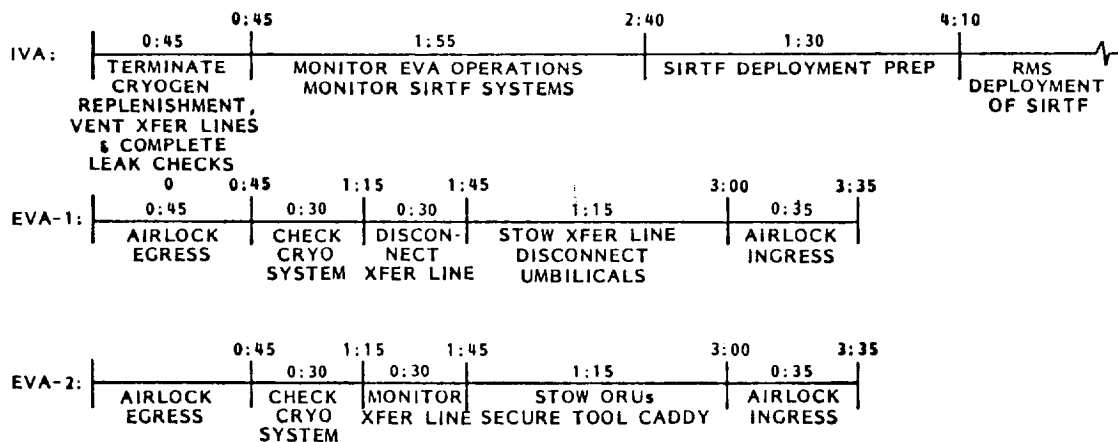 0:45 2:40 4:10
IVA: 0:45 1:55 1:30
TERMINATE CRYOGEN REPLENISHMENT, VENT XFER LINES & COMPLETE LEAK CHECKS
MONITOR EVA OPERATIONS
MONITOR SIRTF SYSTEMS
SIRTF DEPLOYMENT PREP
RMS DEPLOYMENT OF SIRTF
0 0:45 1:15 1:45 3:00 3:35
EVA-1: 0:45 0:30 0:30 1:15 0:35
AIRLOCK EGRESS
CHECK CRYO SYSTEM
DISCON-
NECT
XFER LINE
STOW XFER LINE
DISCONNECT
UMBILICALS
AIRLOCK
INGRESS
0:45 1:15 1:45 3:00 3:35
EVA-2: 0:30 0:30 1:15 0:35
AIRLOCK
EGRESS
CHECK
CRYO
SYSTEM
MONITOR
XFER LINE
STOW ORUs
SECURE TOOL CADDY
AIRLOCK
INGRESS